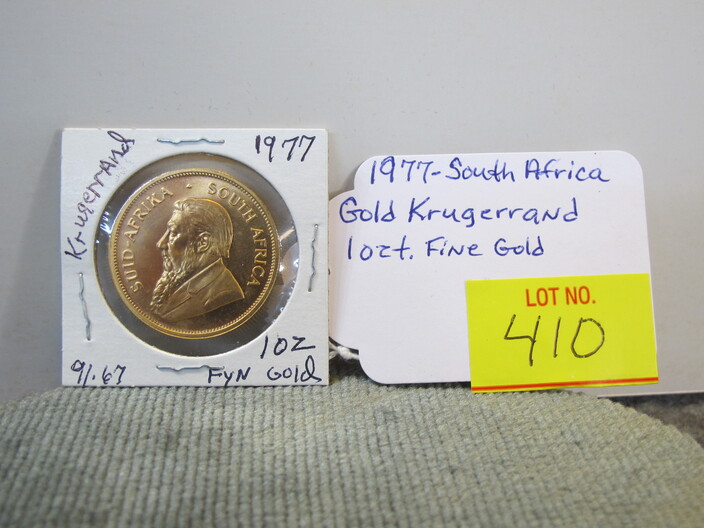 Krugerrand
1977
SUID-AFRIKA · SOUTH AFRICA
1oz
91.67
Fyn Gold
1977-South Africa
Gold Krugerrand
1ozt. Fine Gold
LOT NO.
410